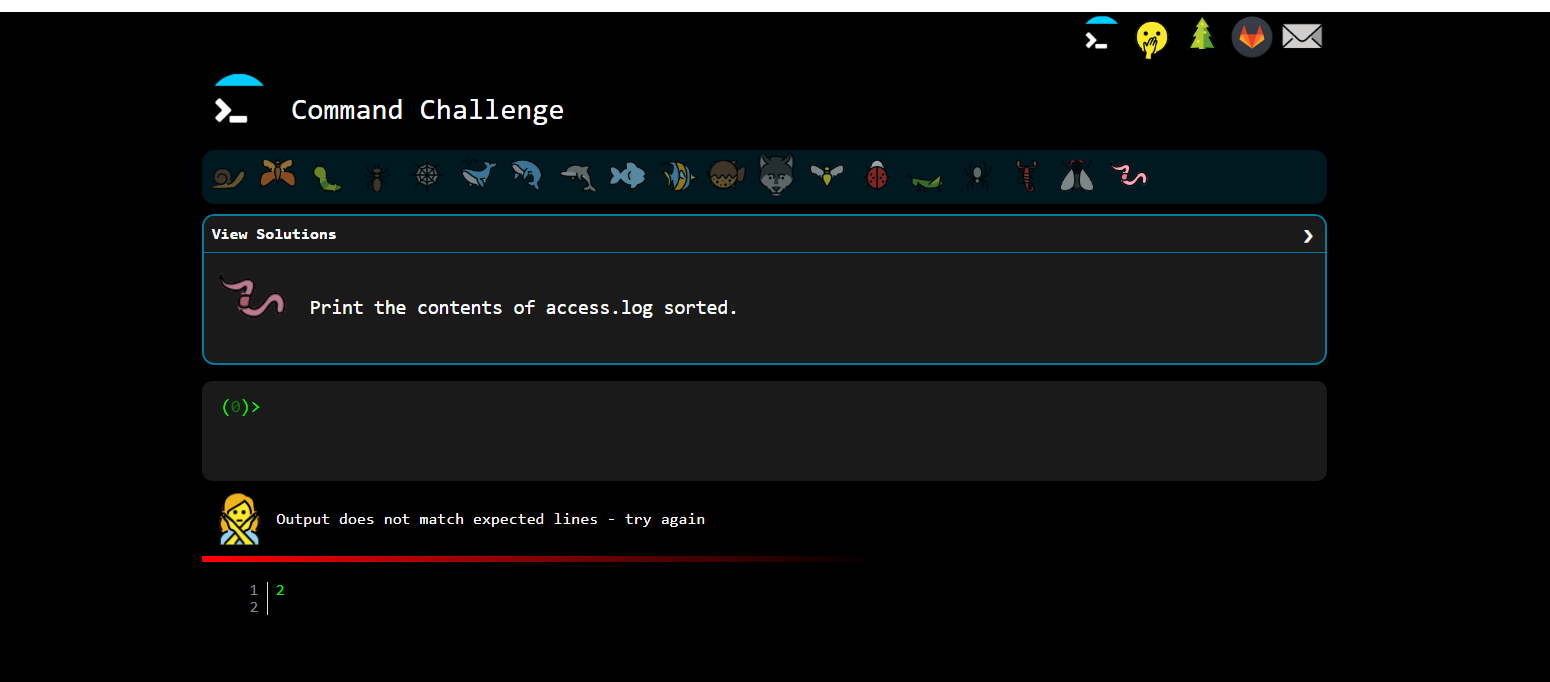 Command Challenge
View Solutions
Print the contents of access.log sorted.
(0)>
Output does not match expected lines - try again
1 2
2